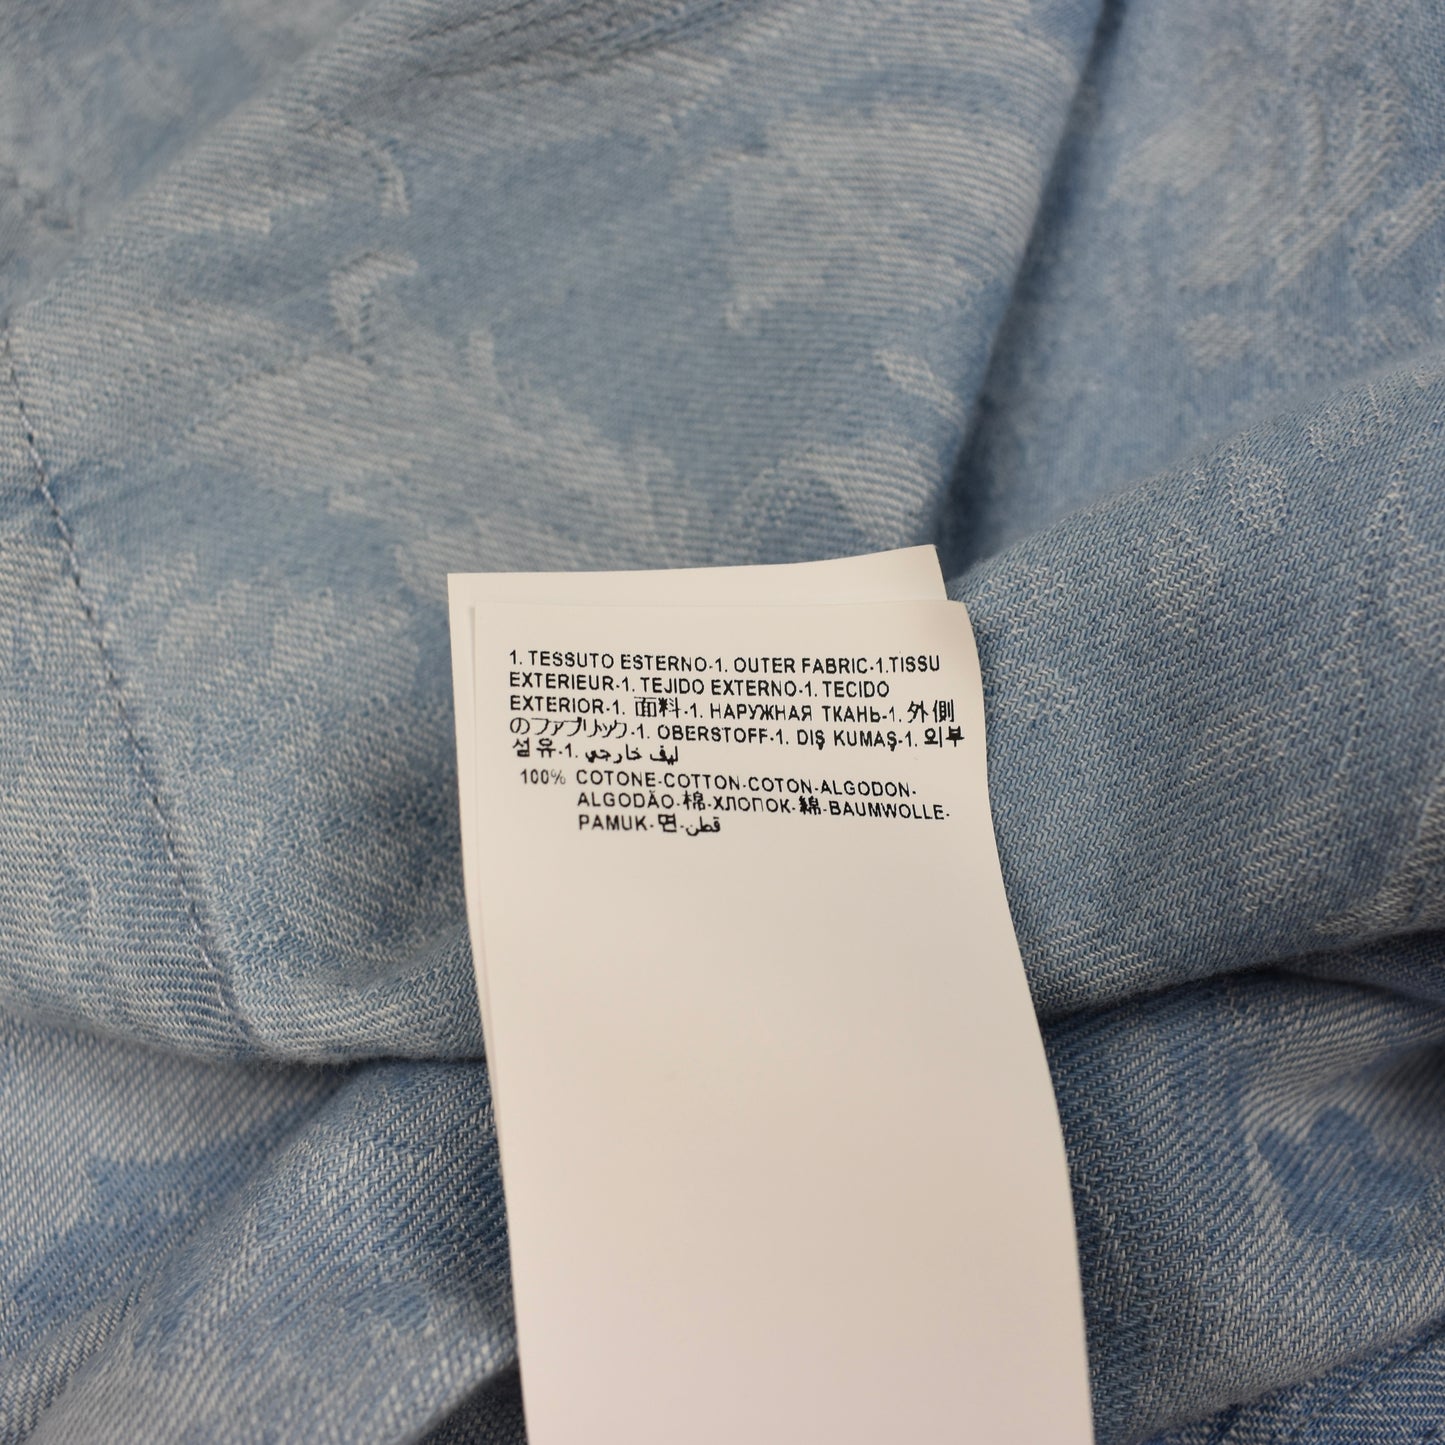 1. TESSUTO ESTERNO-1. OUTER FABRIC-1.TISSU
EXTERIEUR-1. TEJIDO EXTERNO-1. TECIDO
EXTERIOR-1. 面料-1. НАРУЖНАЯ ТКАНЬ-1. 外側
のファブリック-1. OBERSTOFF-1. DIŞ KUMAŞ-1. 외부
섬유-1. ليف خارجي
100% COTONE-COTTON-COTON-ALGODON-
ALGODÃO-棉-ХЛОПОК-綿-BAUMWOLLE-
PAMUK-면-قطن